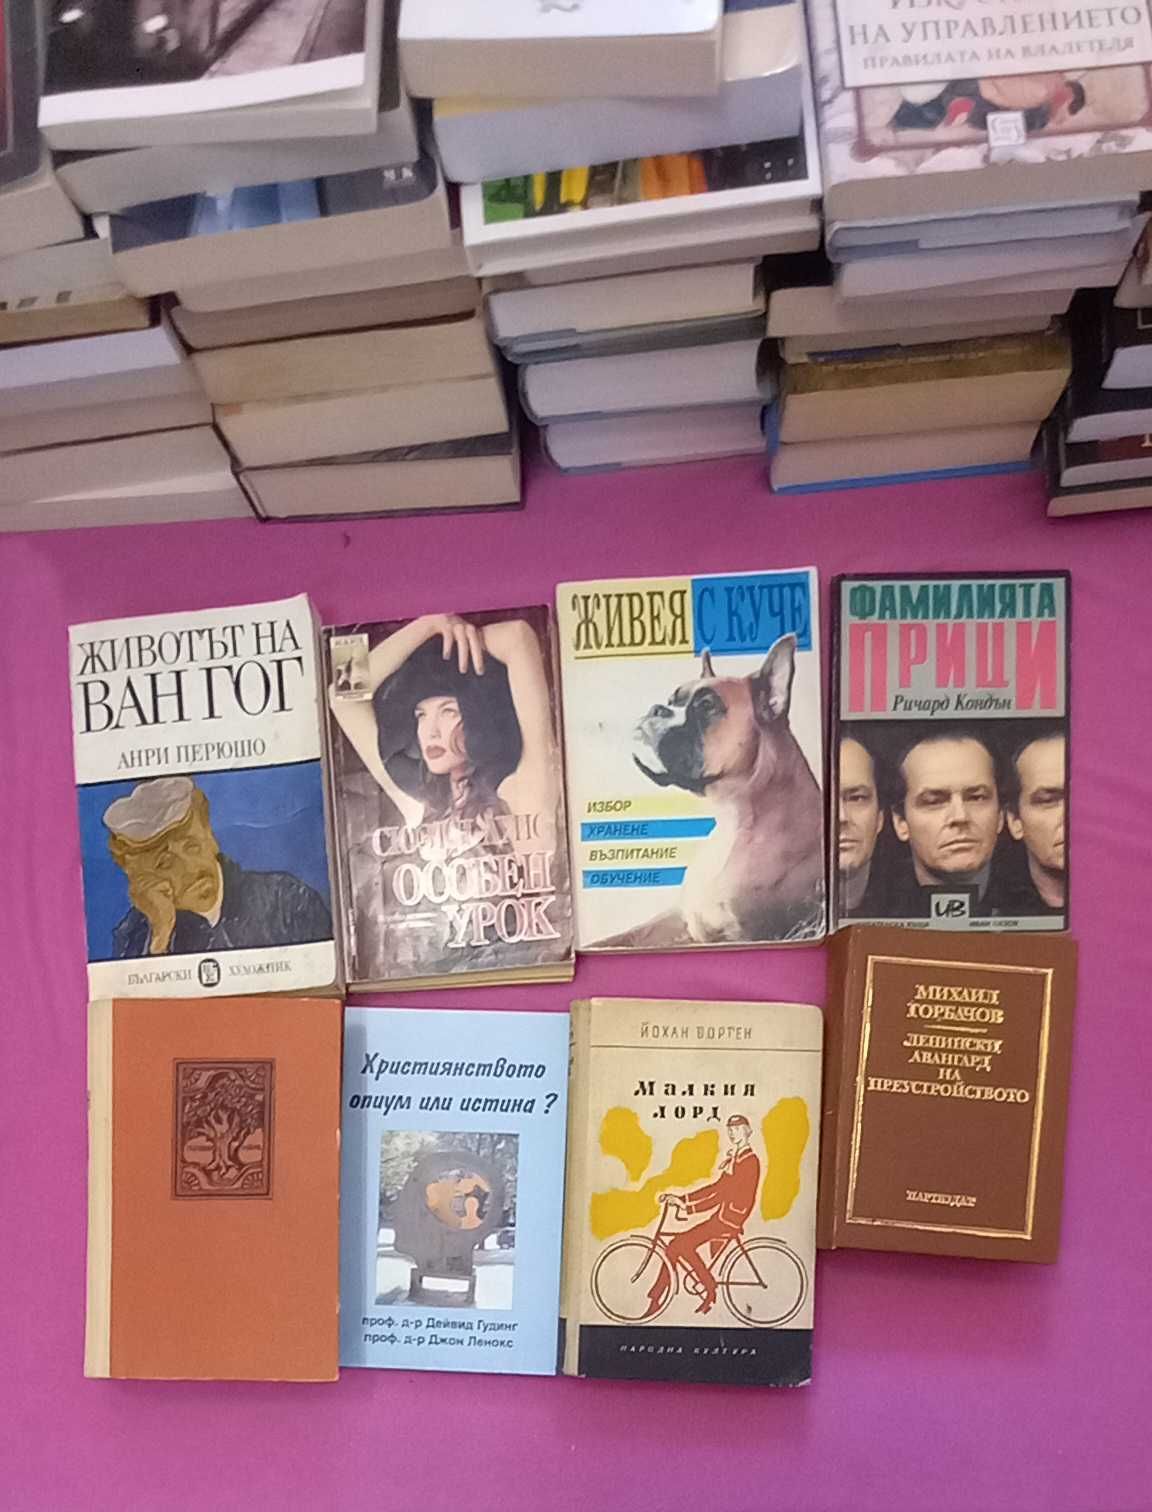 НА УПРАВЛЕНИЕТО
ПРАВИЛАТА НА ВЛАДЕТЕЛЯ
ЖИВОТЪТ НА
ВАН ГОГ
АНРИ ПЕРЮШО
БЪЛГАРСКИ ХУДОЖНИК
ОСОБЕН
УРОК
ЖИВЕЯ С КУЧЕ
ИЗБОР
ХРАНЕНЕ
ВЪЗПИТАНИЕ
ОБУЧЕНИЕ
ФАМИЛИЯТА
ПРИЦИ
Ричард Кондън
ИВ
Християнството
опиум или истина ?
проф. д-р Дейвид Гудинг
проф. д-р Джон Ленокс
ЙОХАН БОРГЕН
Малкия
лорд
НАРОДНА КУЛТУРА
МИХАИЛ
ГОРБАЧОВ
ЛЕНИНСКИ
АВАНГАРД
НА
ПРЕУСТРОЙСТВОТО
ПАРТИЗДАТ